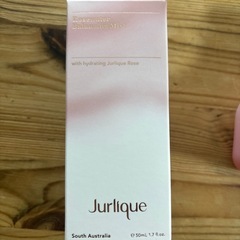 with hydrating Jurlique Rose
Jurlique
South Australia
℮ 50mL 1.7 fl.oz.